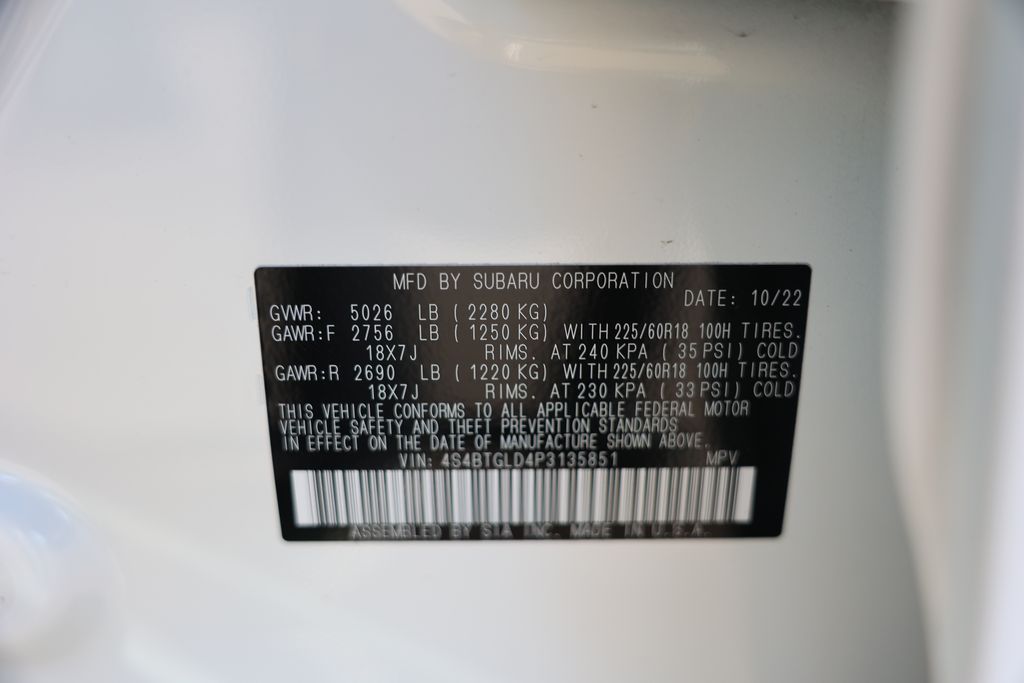 MFD BY SUBARU CORPORATION
DATE: 10/22
GVWR: 5026 LB ( 2280 KG)
GAWR:F 2756 LB ( 1250 KG) WITH 225/60R18 100H TIRES.
18X7J RIMS. AT 240 KPA ( 35 PSI) COLD
GAWR:R 2690 LB ( 1220 KG) WITH 225/60R18 100H TIRES.
18X7J RIMS. AT 230 KPA ( 33 PSI) COLD
THIS VEHICLE CONFORMS TO ALL APPLICABLE FEDERAL MOTOR
VEHICLE SAFETY AND THEFT PREVENTION STANDARDS
IN EFFECT ON THE DATE OF MANUFACTURE SHOWN ABOVE.
VIN: 4S4BTGLD4P3135851 MPV
ASSEMBLED BY SIA INC. MADE IN U.S.A.